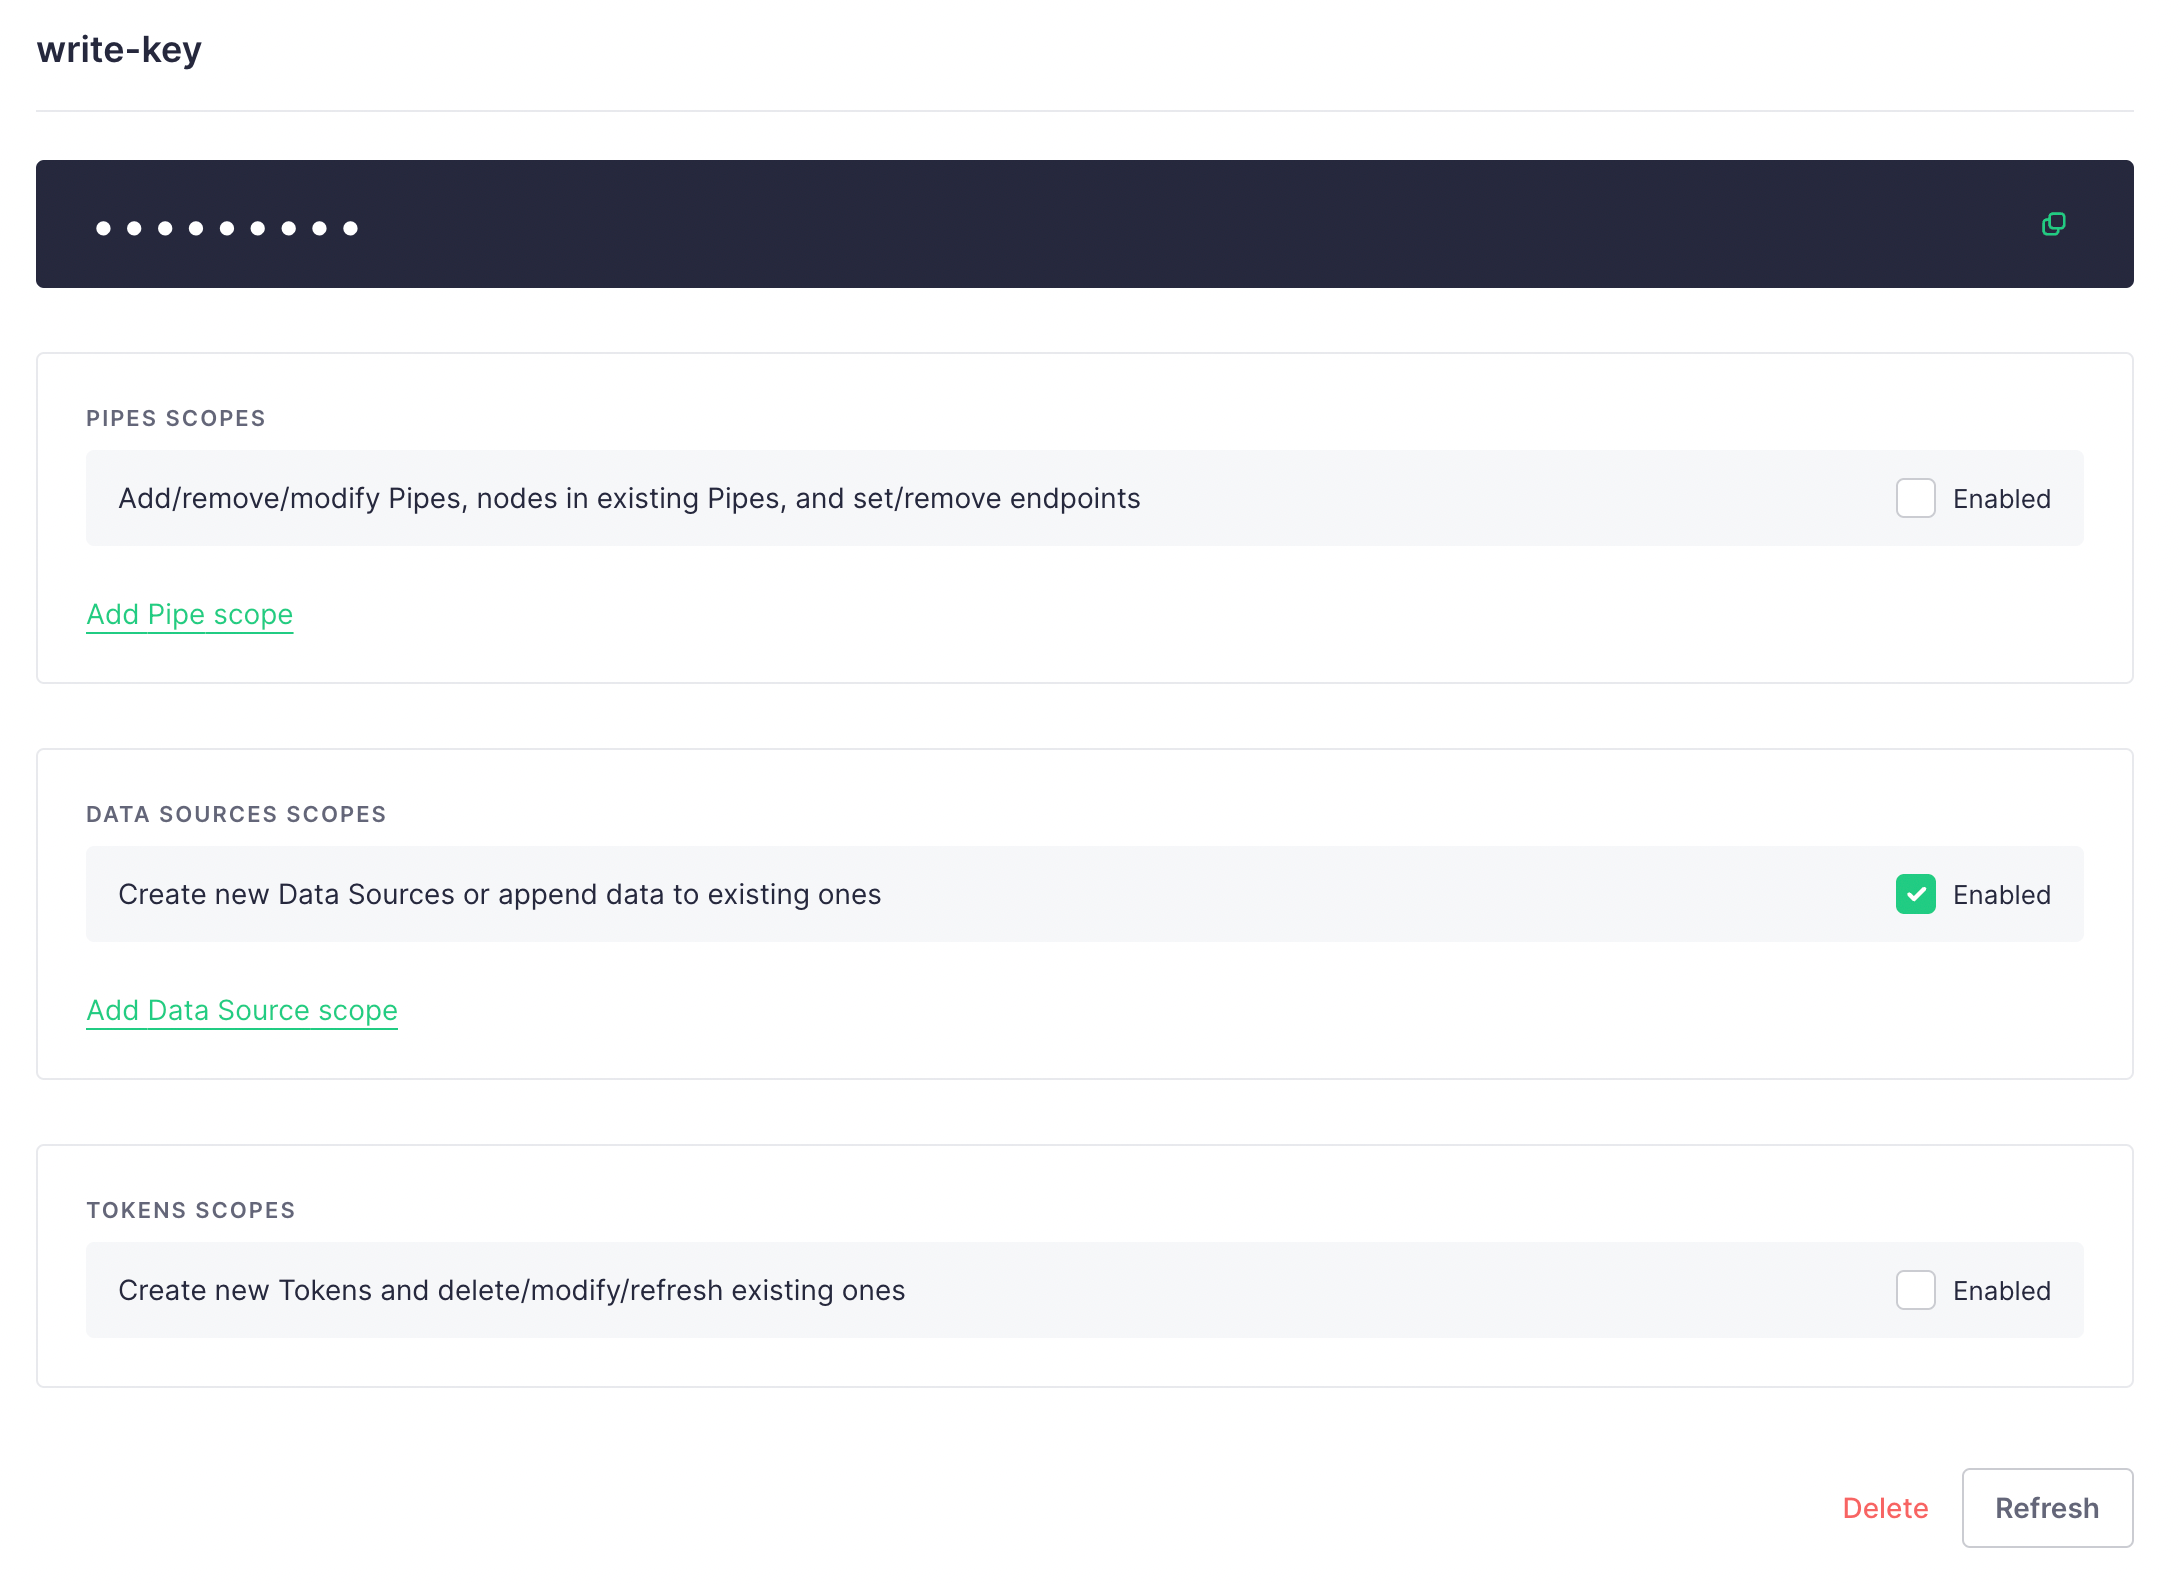 write-key
•••••••••
PIPES SCOPES
Add/remove/modify Pipes, nodes in existing Pipes, and set/remove endpoints Enabled
Add Pipe scope
DATA SOURCES SCOPES
Create new Data Sources or append data to existing ones Enabled
Add Data Source scope
TOKENS SCOPES
Create new Tokens and delete/modify/refresh existing ones Enabled
Delete Refresh